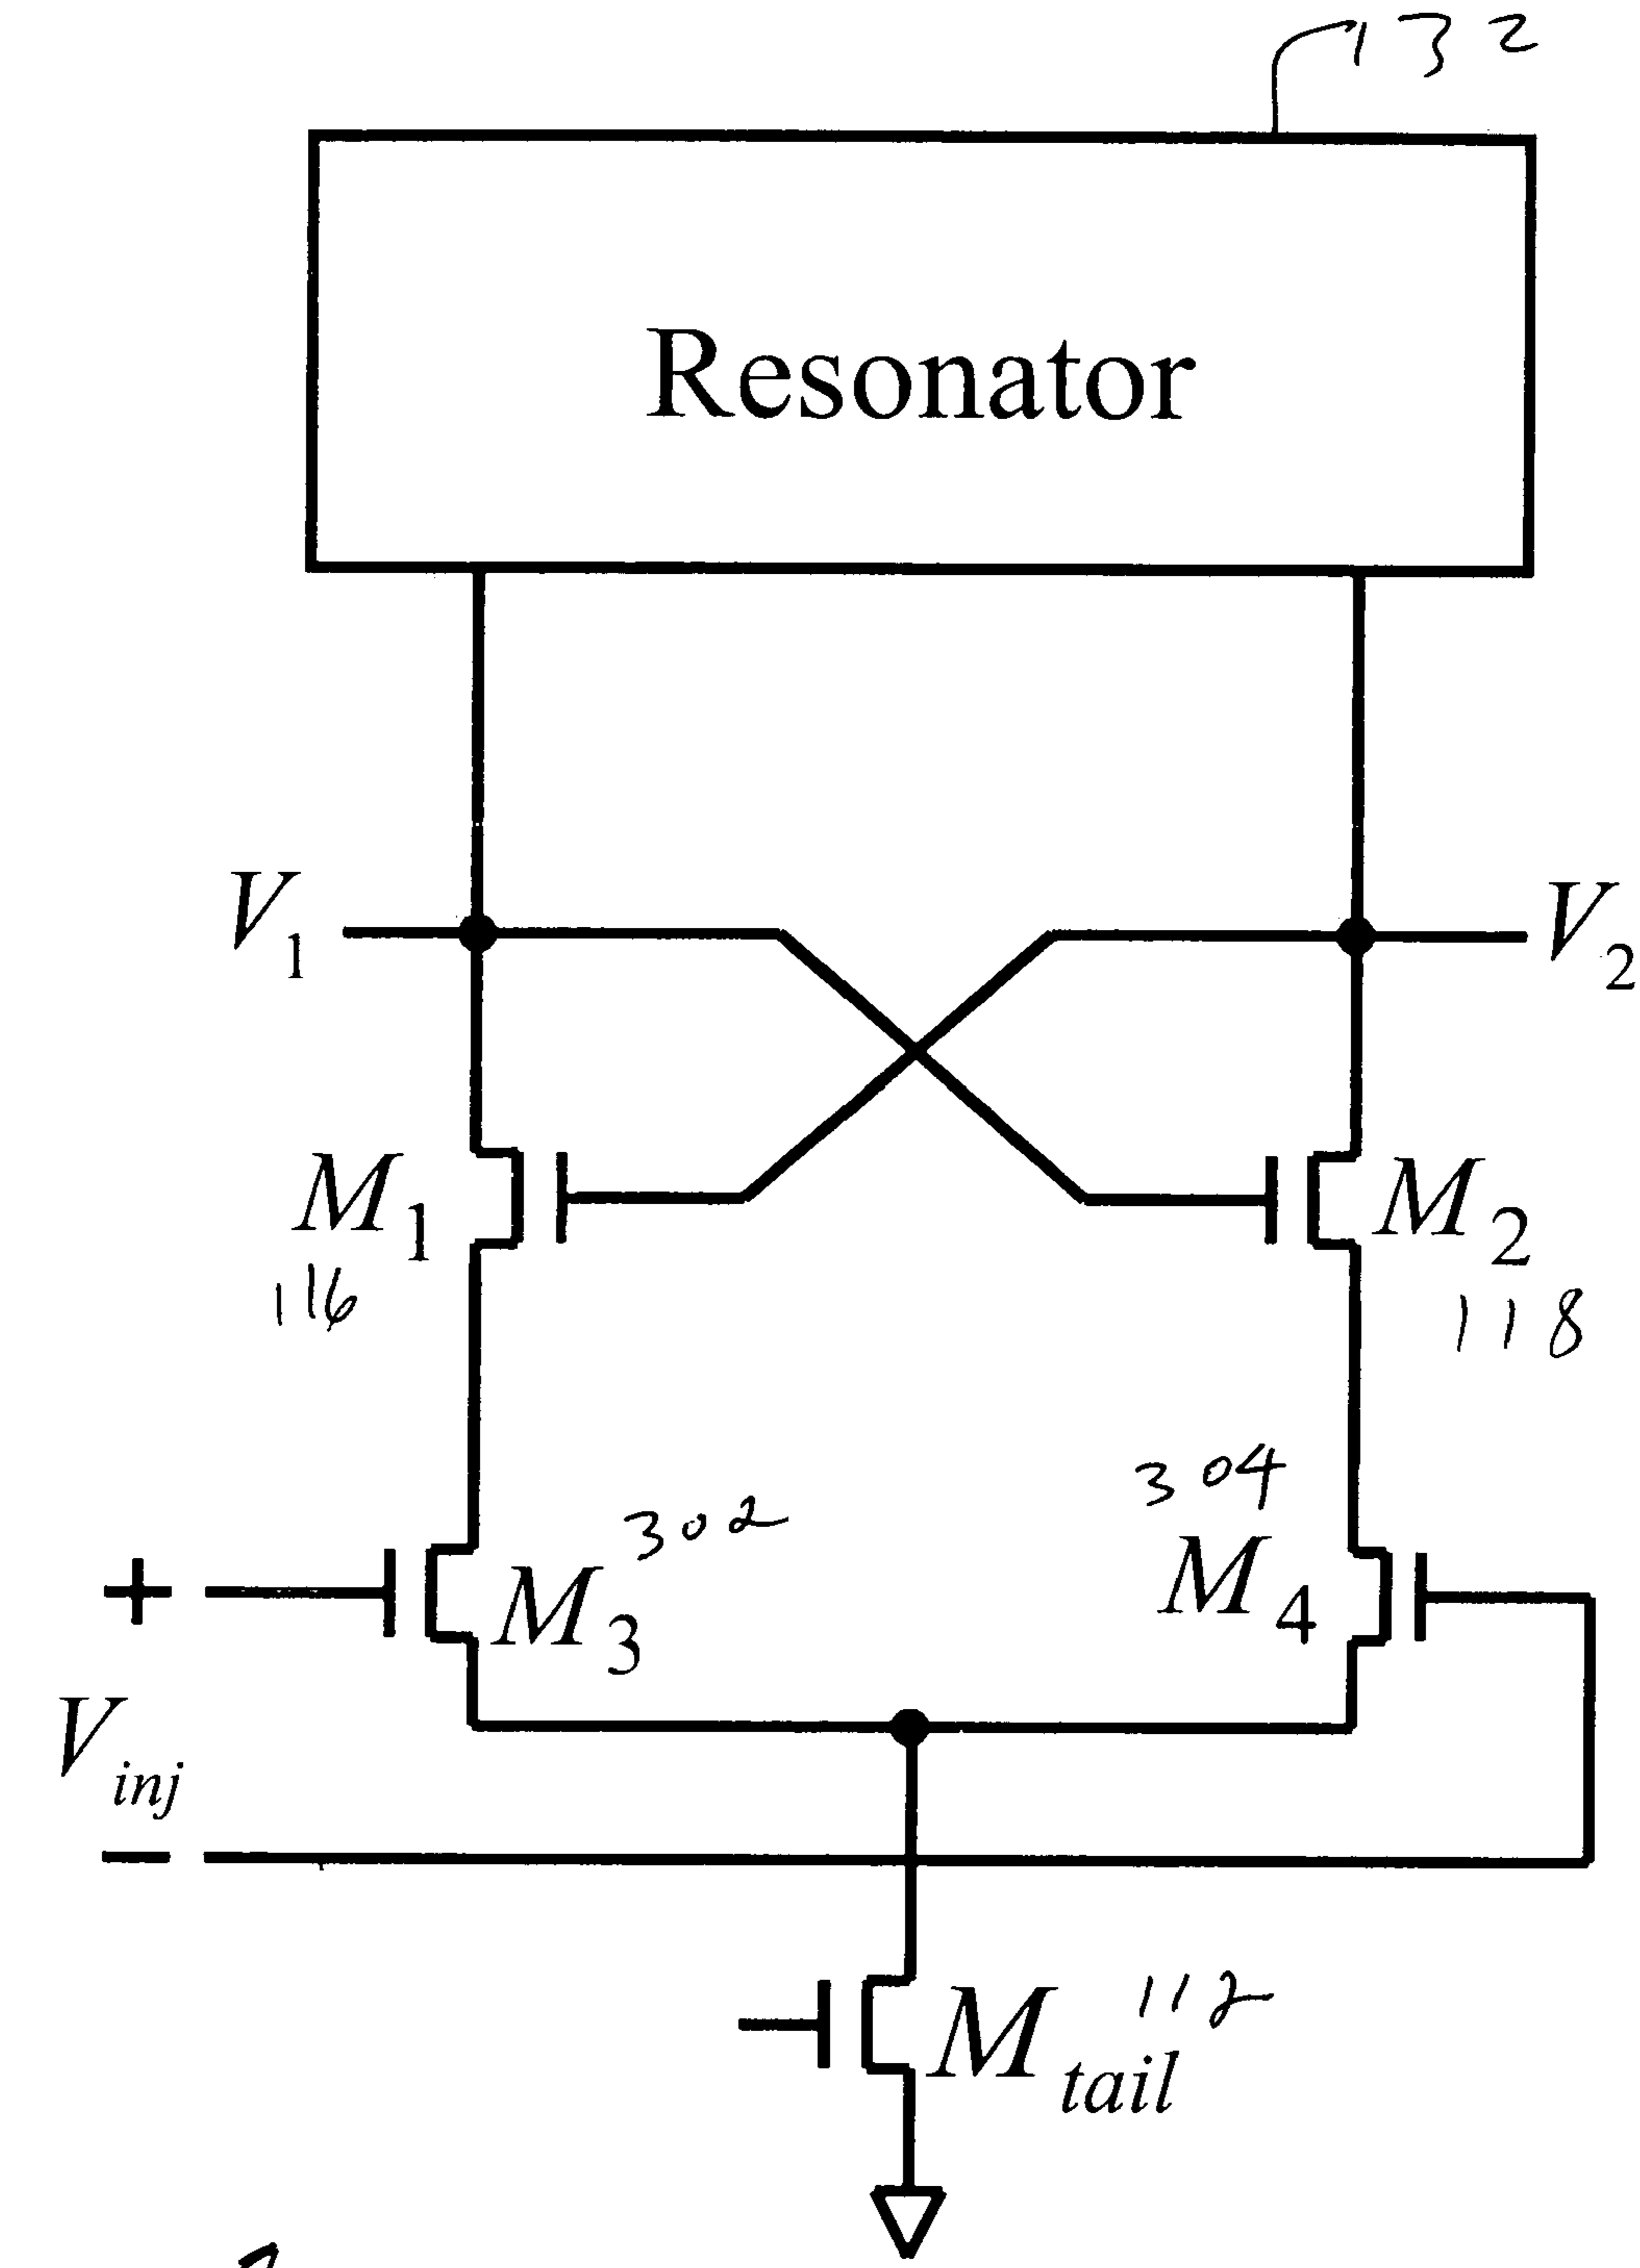 132
Resonator
V1
V2
M1
M2
116
118
304
302
M3
M4
+
Vinj
−
112
Mtail